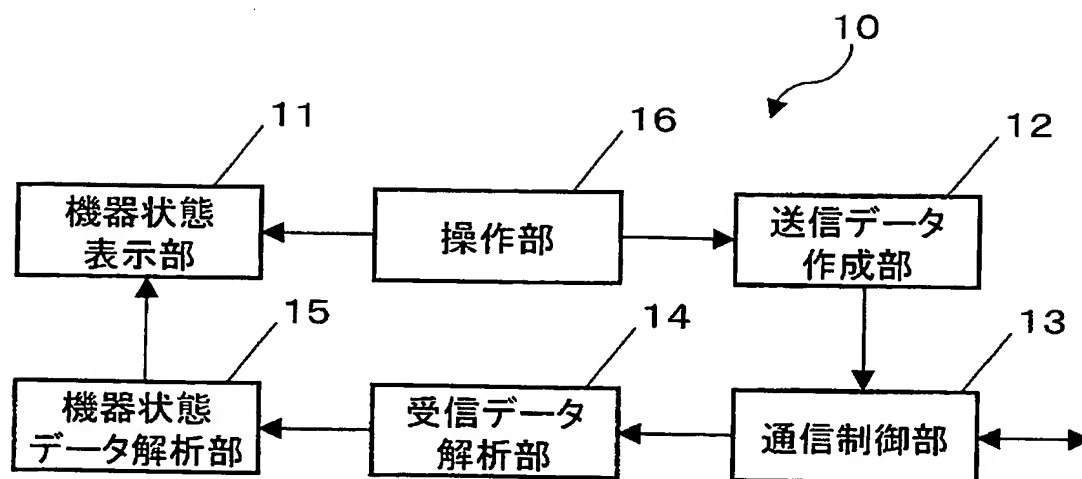 10
11
16
12
機器状態
表示部
操作部
送信データ
作成部
15
14
13
機器状態
データ解析部
受信データ
解析部
通信制御部